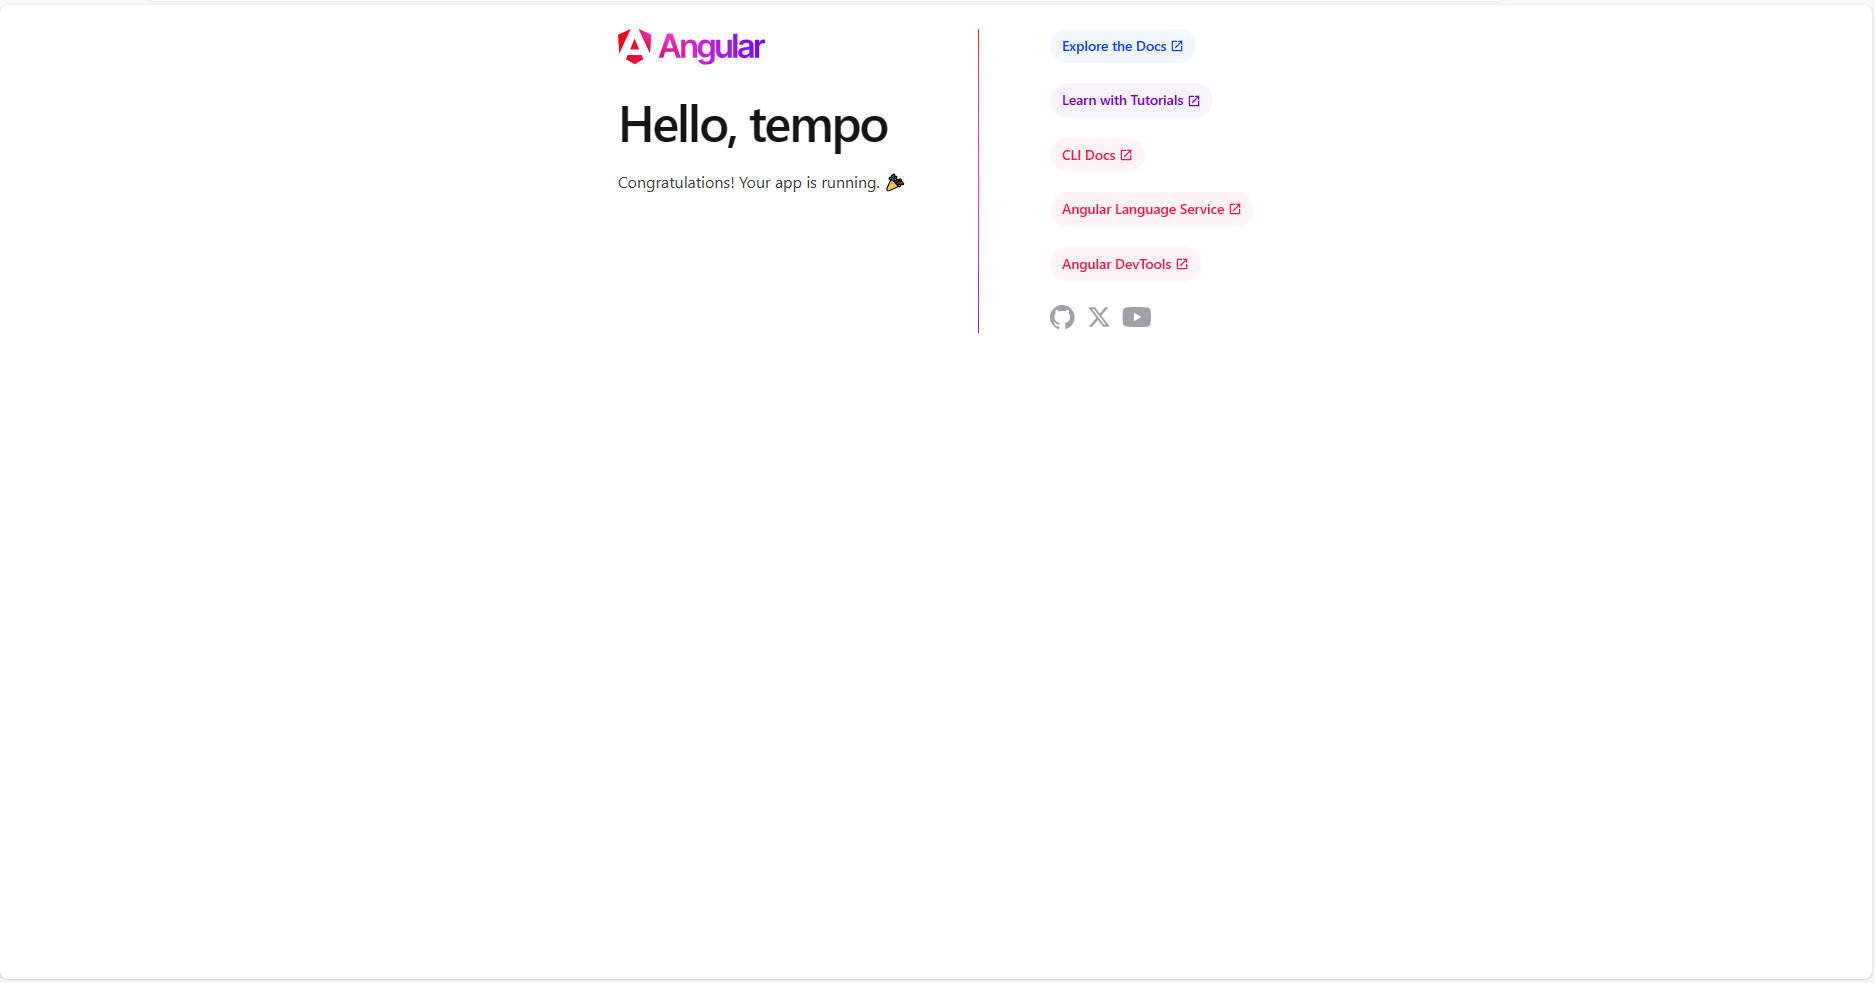 Angular
Hello, tempo
Congratulations! Your app is running. 🎉
Explore the Docs
Learn with Tutorials
CLI Docs
Angular Language Service
Angular DevTools